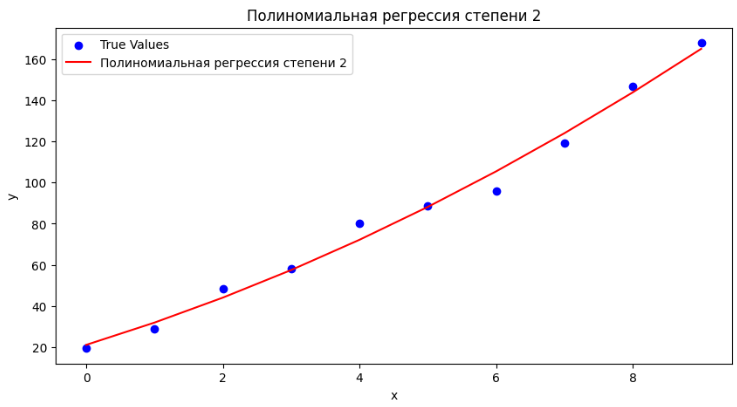 Полиномиальная регрессия степени 2
True Values
Полиномиальная регрессия степени 2
160
140
120
100
80
60
40
20
y
0 2 4 6 8
x